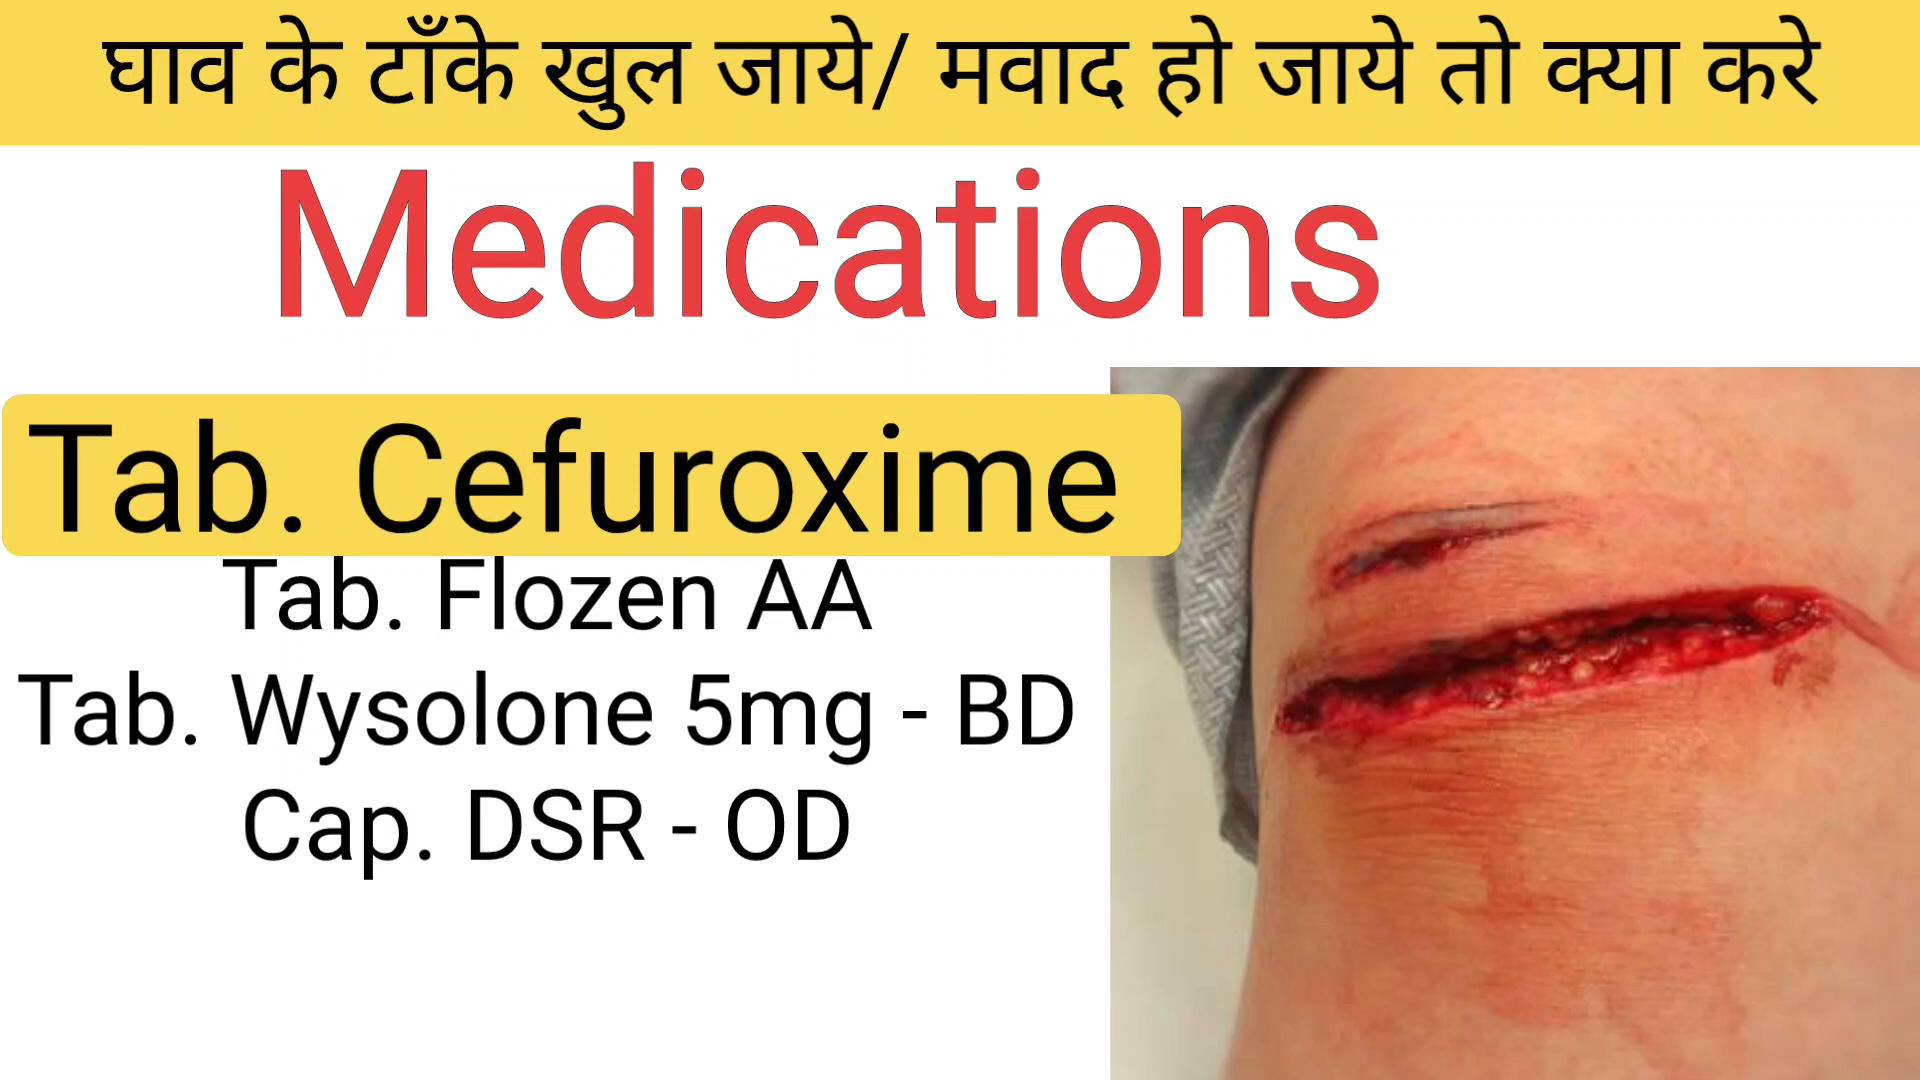 घाव के टाँके खुल जाये/ मवाद हो जाये तो क्या करे
Medications
Tab. Cefuroxime
Tab. Flozen AA
Tab. Wysolone 5mg - BD
Cap. DSR - OD